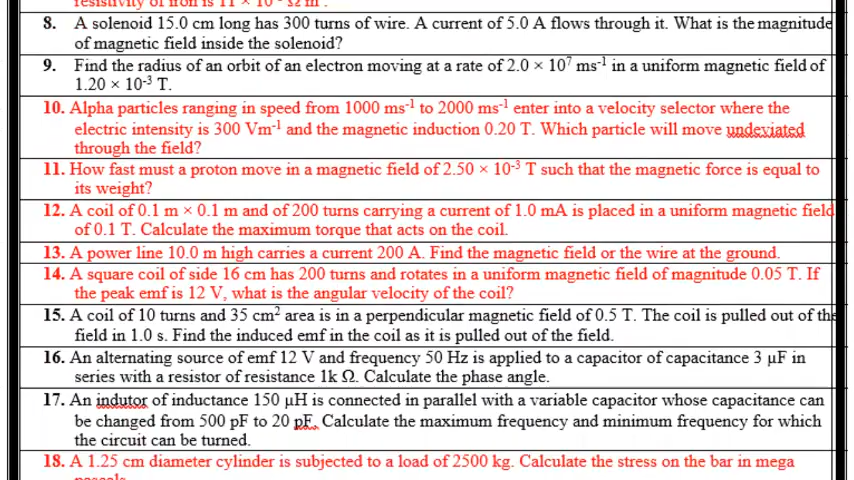 resistivity of iron is 11 × 10⁻⁸ Ω m .
8. A solenoid 15.0 cm long has 300 turns of wire. A current of 5.0 A flows through it. What is the magnitude
of magnetic field inside the solenoid?
9. Find the radius of an orbit of an electron moving at a rate of 2.0 × 10⁷ ms⁻¹ in a uniform magnetic field of
1.20 × 10⁻³ T.
10. Alpha particles ranging in speed from 1000 ms⁻¹ to 2000 ms⁻¹ enter into a velocity selector where the
electric intensity is 300 Vm⁻¹ and the magnetic induction 0.20 T. Which particle will move undeviated
through the field?
11. How fast must a proton move in a magnetic field of 2.50 × 10⁻³ T such that the magnetic force is equal to
its weight?
12. A coil of 0.1 m × 0.1 m and of 200 turns carrying a current of 1.0 mA is placed in a uniform magnetic field
of 0.1 T. Calculate the maximum torque that acts on the coil.
13. A power line 10.0 m high carries a current 200 A. Find the magnetic field or the wire at the ground.
14. A square coil of side 16 cm has 200 turns and rotates in a uniform magnetic field of magnitude 0.05 T. If
the peak emf is 12 V, what is the angular velocity of the coil?
15. A coil of 10 turns and 35 cm² area is in a perpendicular magnetic field of 0.5 T. The coil is pulled out of the
field in 1.0 s. Find the induced emf in the coil as it is pulled out of the field.
16. An alternating source of emf 12 V and frequency 50 Hz is applied to a capacitor of capacitance 3 μF in
series with a resistor of resistance 1k Ω. Calculate the phase angle.
17. An indutor of inductance 150 μH is connected in parallel with a variable capacitor whose capacitance can
be changed from 500 pF to 20 pF. Calculate the maximum frequency and minimum frequency for which
the circuit can be turned.
18. A 1.25 cm diameter cylinder is subjected to a load of 2500 kg. Calculate the stress on the bar in mega